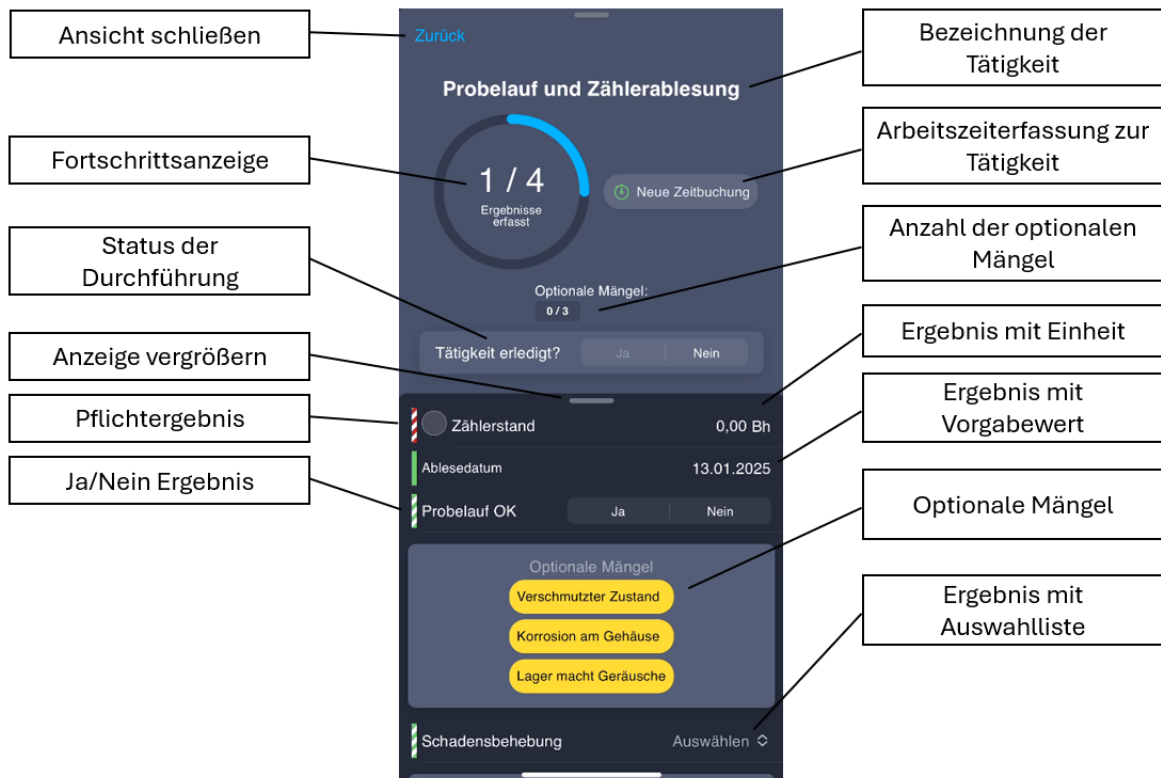 Ansicht schließen
Fortschrittsanzeige
Status der
Durchführung
Anzeige vergrößern
Pflichtergebnis
Ja/Nein Ergebnis
Zurück
Probelauf und Zählerablesung
1 / 4
Ergebnisse
erfasst
Neue Zeitbuchung
Optionale Mängel:
0 / 3
Tätigkeit erledigt?
Ja
Nein
Zählerstand
0,00 Bh
Ablesedatum
13.01.2025
Probelauf OK
Ja
Nein
Optionale Mängel
Verschmutzter Zustand
Korrosion am Gehäuse
Lager macht Geräusche
Schadensbehebung
Auswählen
Bezeichnung der
Tätigkeit
Arbeitszeiterfassung zur
Tätigkeit
Anzahl der optionalen
Mängel
Ergebnis mit Einheit
Ergebnis mit
Vorgabewert
Optionale Mängel
Ergebnis mit
Auswahlliste